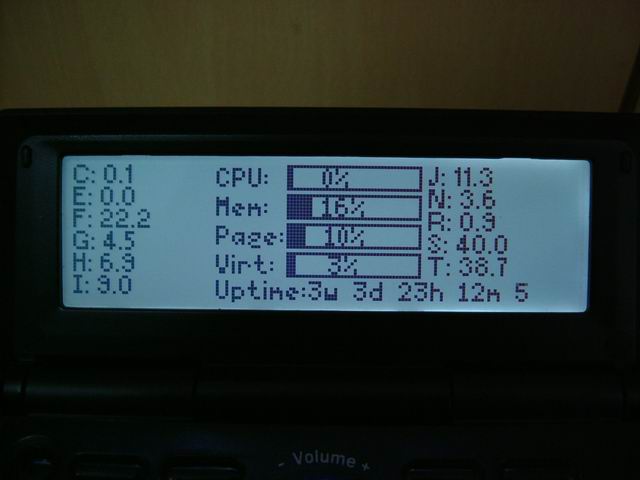 C: 0.1
E: 0.0
F: 22.2
G: 4.5
H: 6.9
I: 9.0
CPU: 0%
Mem: 16%
Page: 10%
Virt: 3%
Uptime:3w 3d 23h 12m 5
J: 11.3
N: 3.6
R: 0.9
S: 40.0
T: 38.7
- Volume +